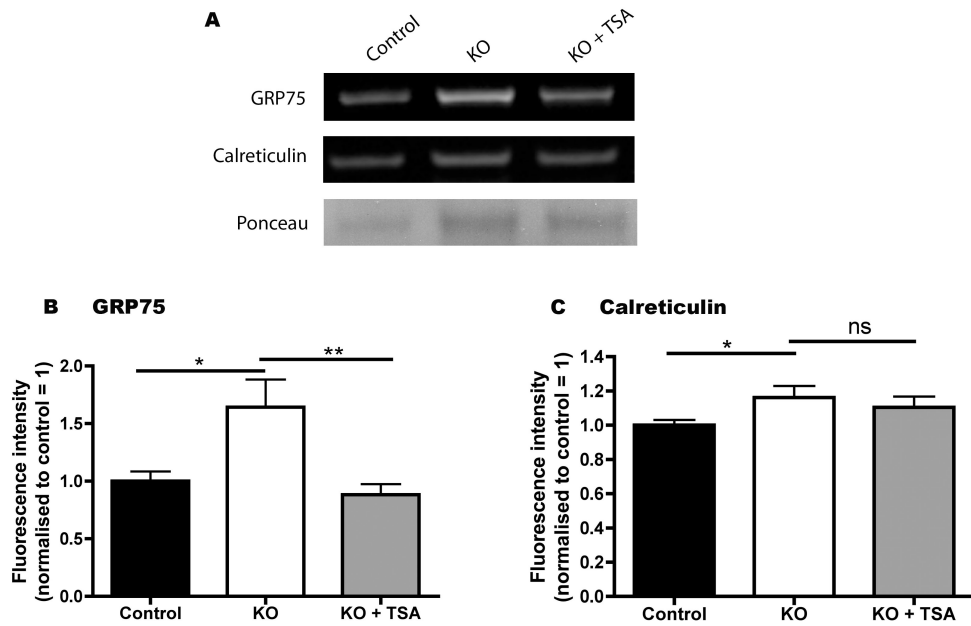 A
Control
KO
KO + TSA
GRP75
Calreticulin
Ponceau
B GRP75
Fluorescence intensity
(normalised to control = 1)
2.0
1.5
1.0
0.5
0.0
*
**
Control
KO
KO + TSA
C Calreticulin
Fluorescence intensity
(normalised to control = 1)
1.4
1.2
1.0
0.8
0.6
0.4
0.2
0.0
*
ns
Control
KO
KO + TSA